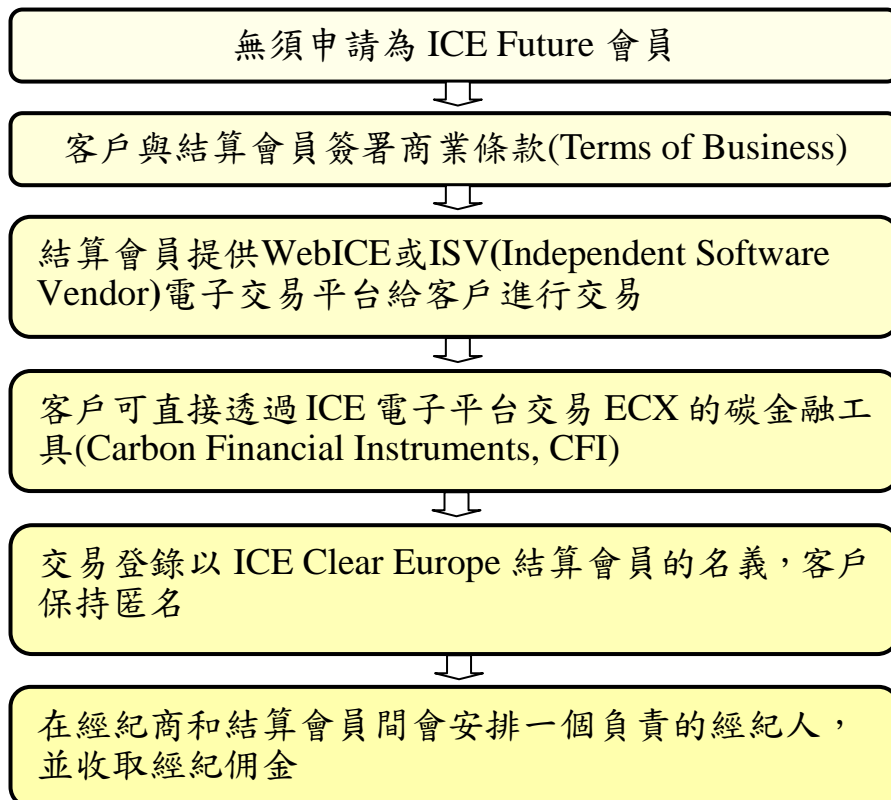 無須申請為 ICE Future 會員
客戶與結算會員簽署商業條款(Terms of Business)
結算會員提供WebICE或ISV(Independent Software
Vendor)電子交易平台給客戶進行交易
客戶可直接透過 ICE 電子平台交易 ECX 的碳金融工
具(Carbon Financial Instruments, CFI)
交易登錄以 ICE Clear Europe 結算會員的名義，客戶
保持匿名
在經紀商和結算會員間會安排一個負責的經紀人，
並收取經紀佣金